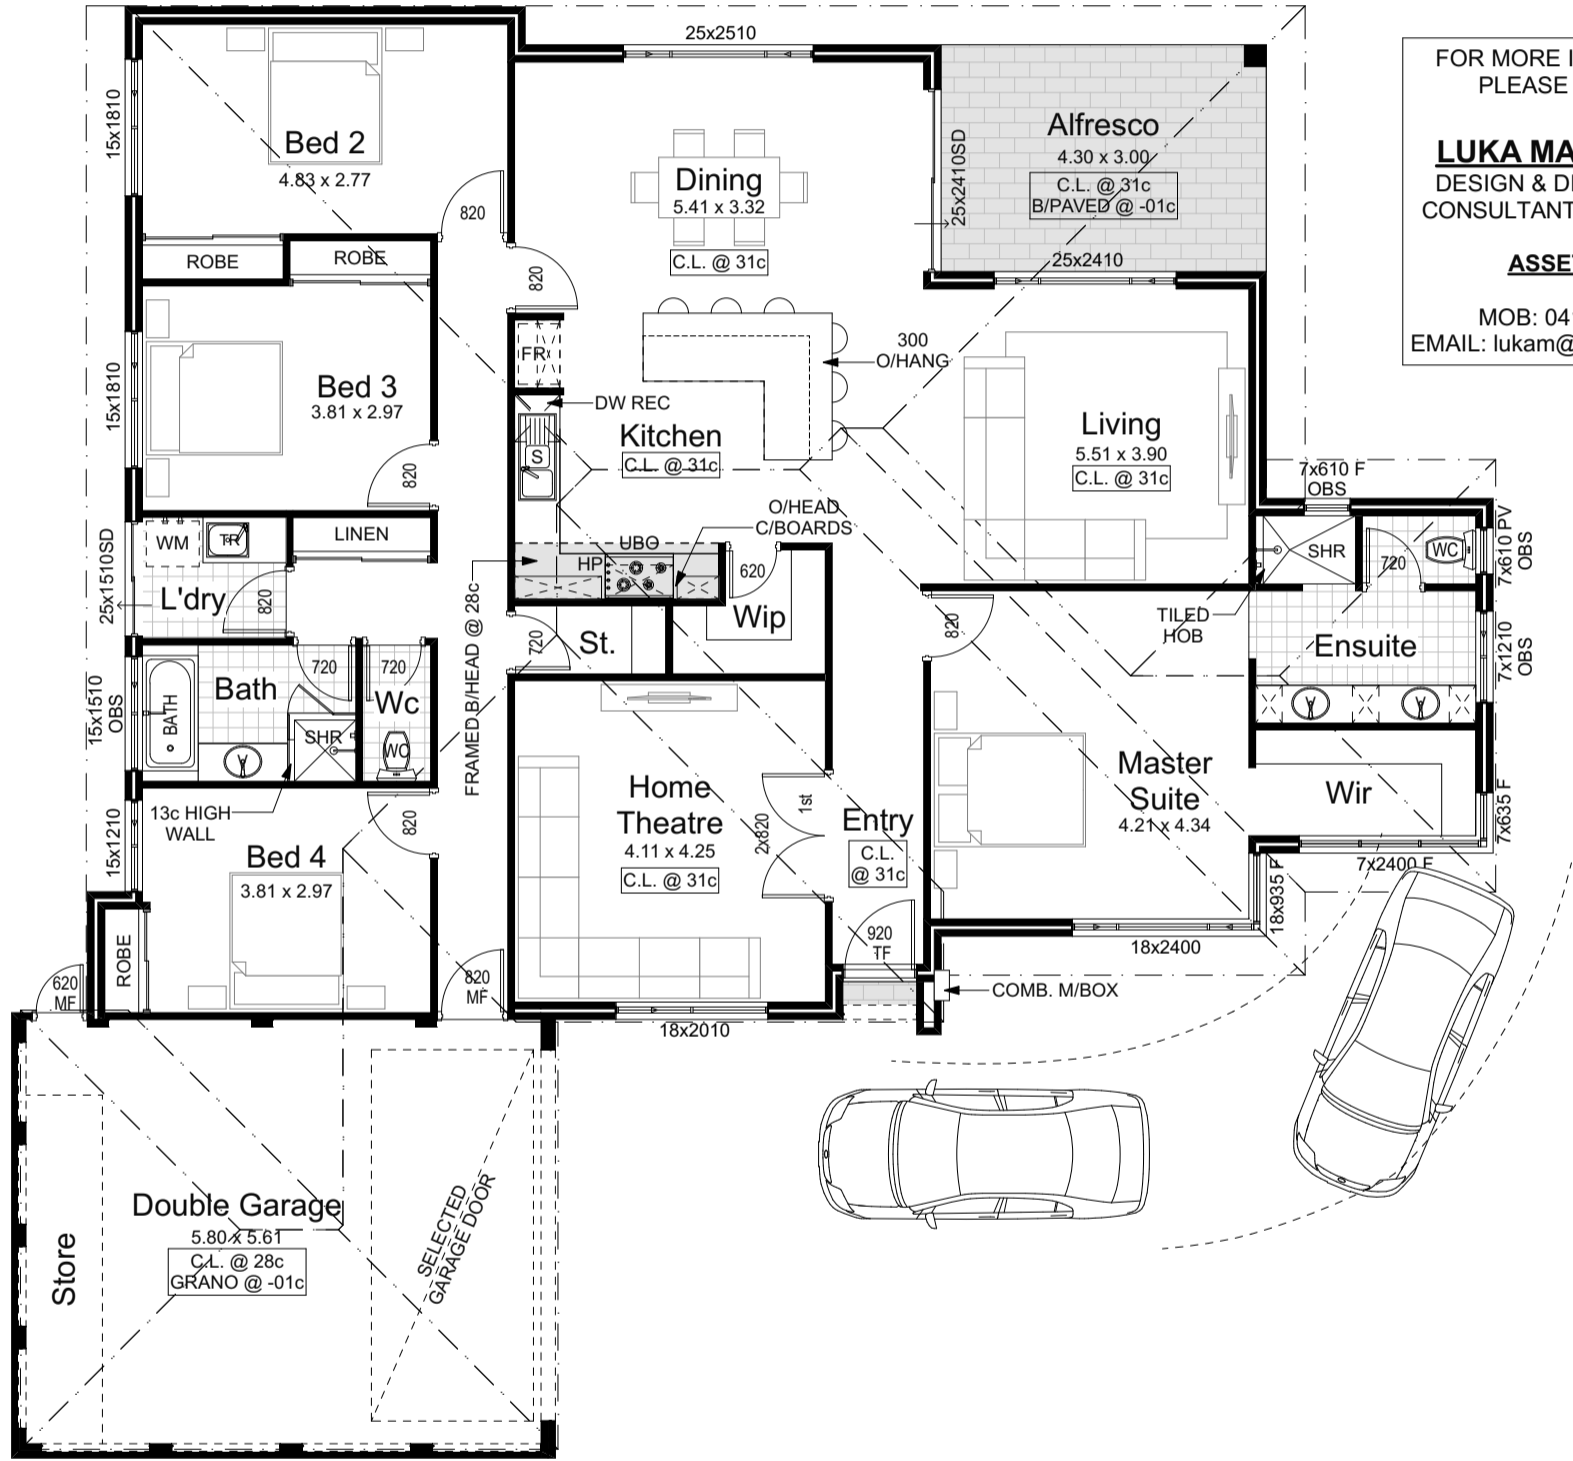 25x2510
FOR MORE I
PLEASE
LUKA MA
DESIGN & D
CONSULTANT
ASSE
MOB: 04
EMAIL: lukam@
15x1810
Bed 2
4.83 x 2.77
820
ROBE
ROBE
Dining
5.41 x 3.32
C.L. @ 31c
820
25x2410SD
Alfresco
4.30 x 3.00
C.L. @ 31c
B/PAVED @ -01c
25x2410
15x1810
Bed 3
3.81 x 2.97
820
FR
DW REC
300
O/HANG
Kitchen
C.L. @ 31c
S
O/HEAD
C/BOARDS
UBO
HP
620
Wip
Living
5.51 x 3.90
C.L. @ 31c
7x610 F
OBS
SHR
720
WC
7x610 PV
OBS
TILED
HOB
Ensuite
7x1210
OBS
25x1510SD
WM
TR
LINEN
L'dry
820
FRAMED B/HEAD @ 28c
720
St.
820
15x1510
OBS
BATH
Bath
720
720
Wc
SHR
WC
13c HIGH
WALL
15x1210
820
Bed 4
3.81 x 2.97
ROBE
Home
Theatre
4.11 x 4.25
C.L. @ 31c
2x820
1st
Entry
C.L.
@ 31c
920
TF
Master
Suite
4.21 x 4.34
Wir
7x635 F
7x2400 F
18x935 F
18x2400
COMB. M/BOX
620
MF
820
MF
18x2010
Store
Double Garage
5.80 x 5.61
C.L. @ 28c
GRANO @ -01c
SELECTED
GARAGE DOOR